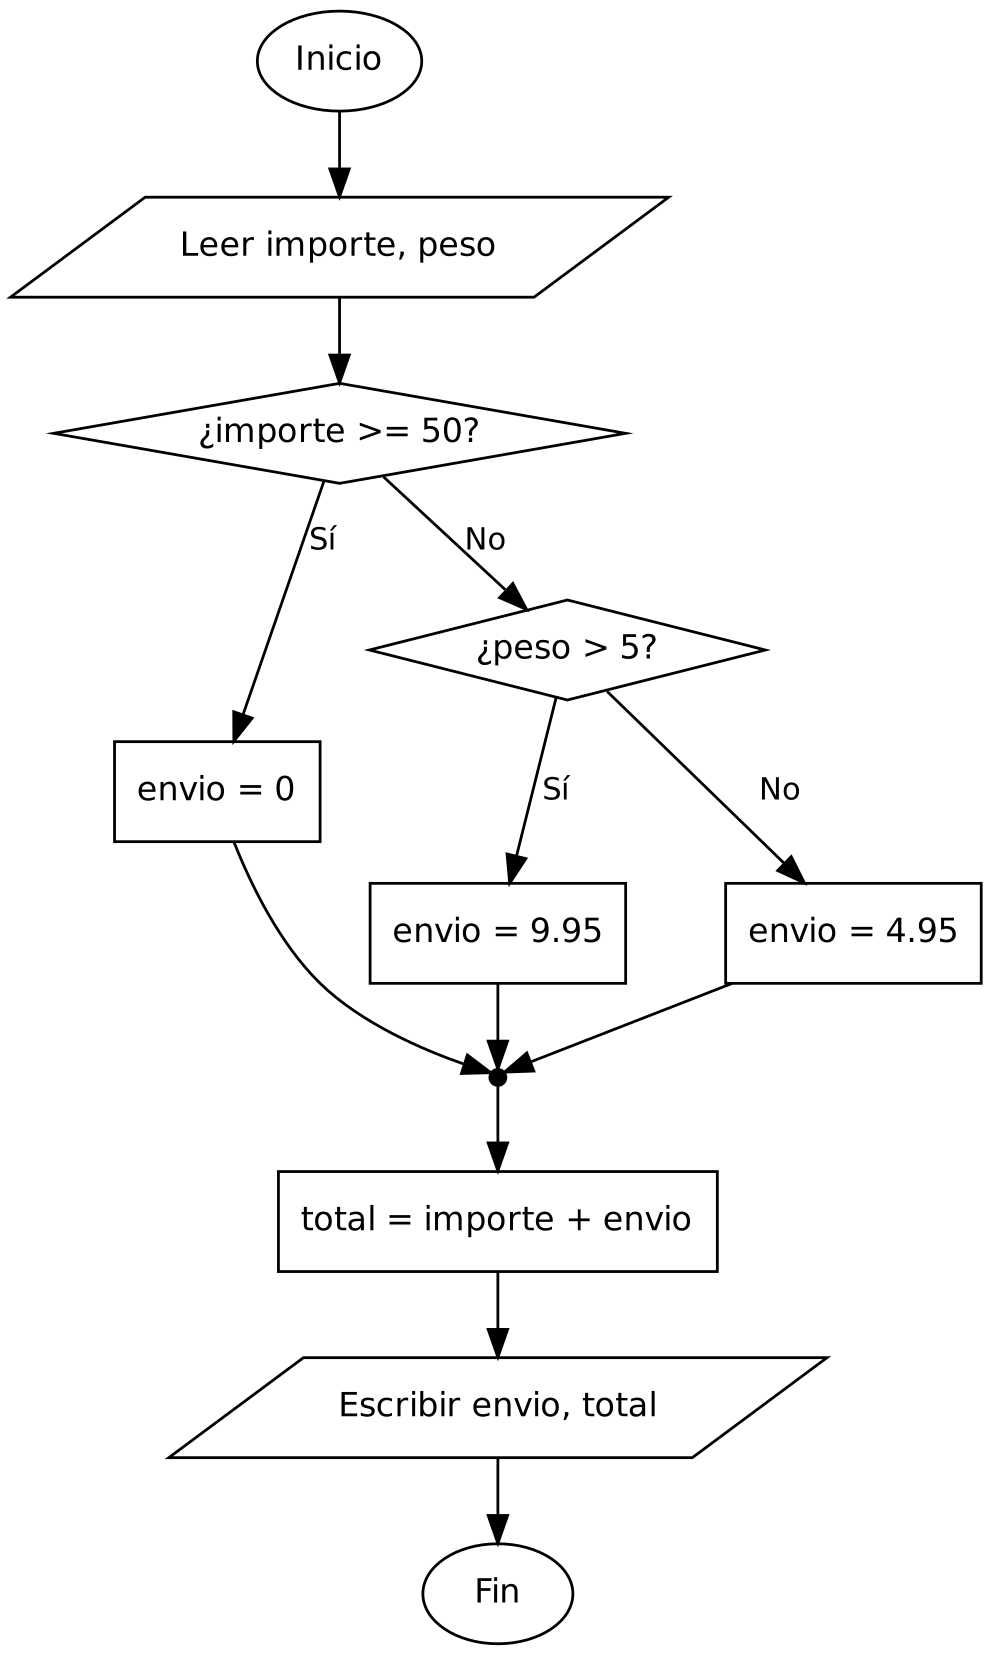 Inicio
Leer importe, peso
¿importe >= 50?
Sí
No
¿peso > 5?
envio = 0
Sí
No
envio = 9.95
envio = 4.95
total = importe + envio
Escribir envio, total
Fin